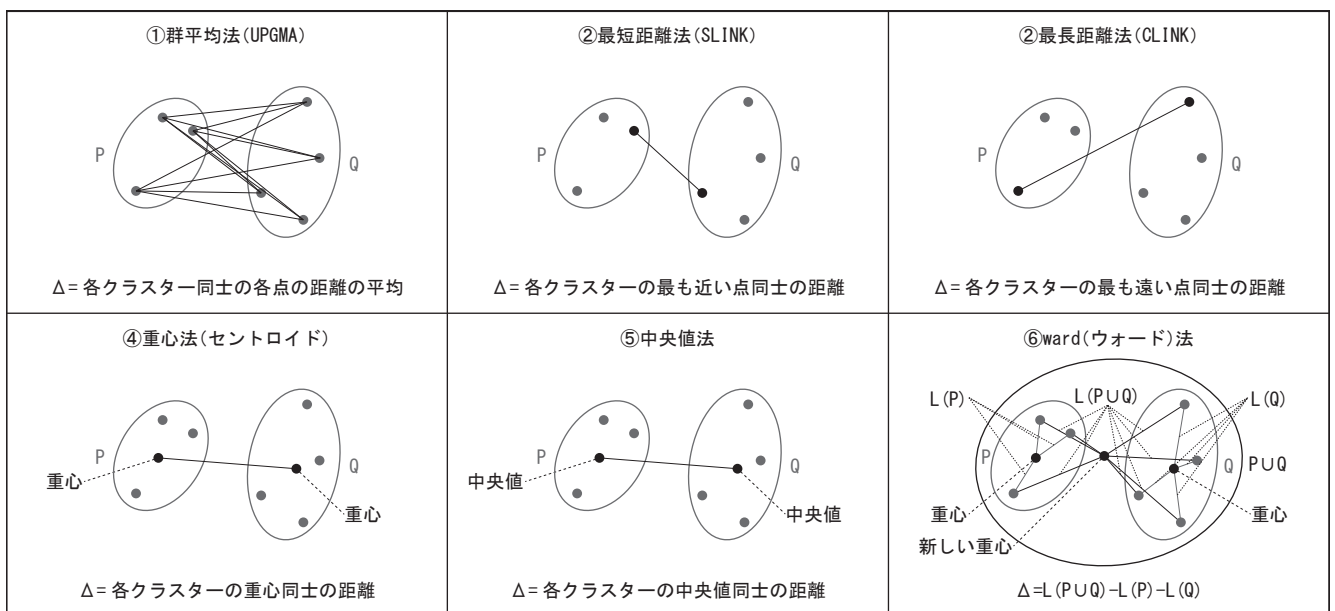 ①群平均法(UPGMA)
P
Q
Δ=各クラスター同士の各点の距離の平均
②最短距離法(SLINK)
P
Q
Δ=各クラスターの最も近い点同士の距離
②最長距離法(CLINK)
P
Q
Δ=各クラスターの最も遠い点同士の距離
④重心法(セントロイド)
P
Q
重心
重心
Δ=各クラスターの重心同士の距離
⑤中央値法
P
Q
中央値
中央値
Δ=各クラスターの中央値同士の距離
⑥ward(ウォード)法
L(P)
L(P∪Q)
L(Q)
P
Q
P∪Q
重心
重心
新しい重心
Δ=L(P∪Q)-L(P)-L(Q)